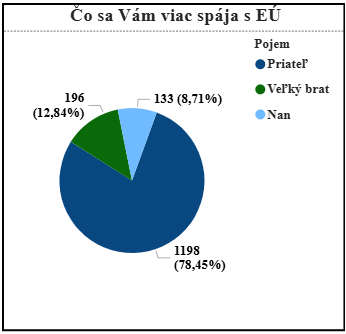 Čo sa Vám viac spája s EÚ
Pojem
Priateľ
Veľký brat
Nan
196
(12,84%)
133 (8,71%)
1198
(78,45%)